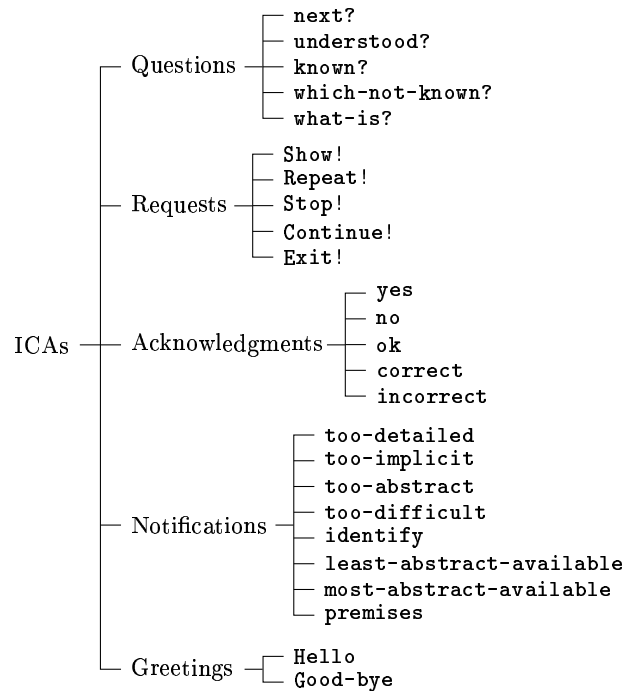 next?
understood?
Questions
known?
which-not-known?
what-is?
Show!
Repeat!
Requests
Stop!
Continue!
Exit!
yes
no
ICAs
Acknowledgments
ok
correct
incorrect
too-detailed
too-implicit
too-abstract
too-difficult
Notifications
identify
least-abstract-available
most-abstract-available
premises
Hello
Greetings
Good-bye